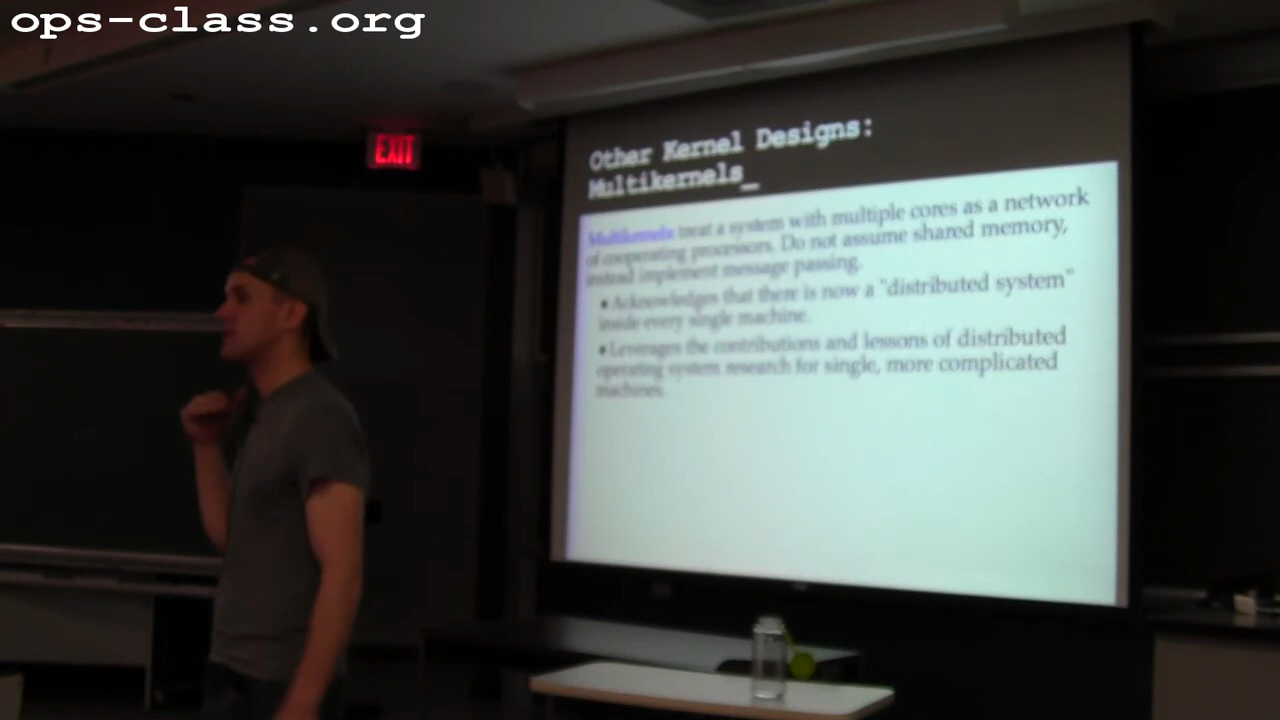 ops-class.org
EXIT
Other Kernel Designs:
Multikernels_
Multikernels treat a system with multiple cores as a network
of cooperating processors. Do not assume shared memory,
instead implement message passing.
• Acknowledges that there is now a "distributed system"
inside every single machine.
• Leverages the contributions and lessons of distributed
operating system research for single, more complicated
machines.